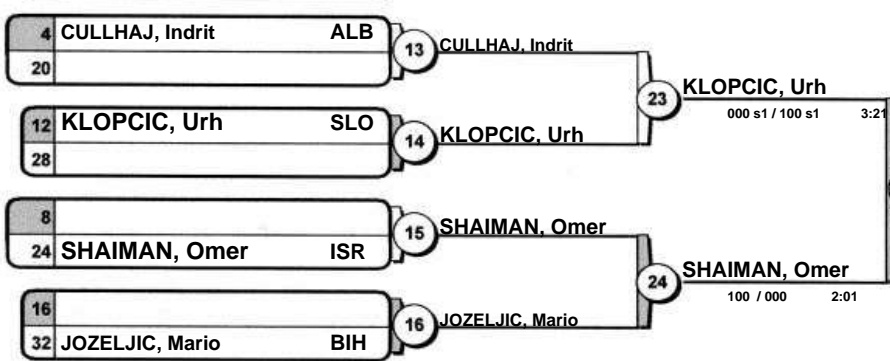 4 CULLHAJ, Indrit ALB
20
13 CULLHAJ, Indrit
12 KLOPCIC, Urh SLO
28
14 KLOPCIC, Urh
23 KLOPCIC, Urh
000 s1 / 100 s1 3:21
8
24 SHAIMAN, Omer ISR
15 SHAIMAN, Omer
16
32 JOZELJIC, Mario BIH
16 JOZELJIC, Mario
24 SHAIMAN, Omer
100 / 000 2:01